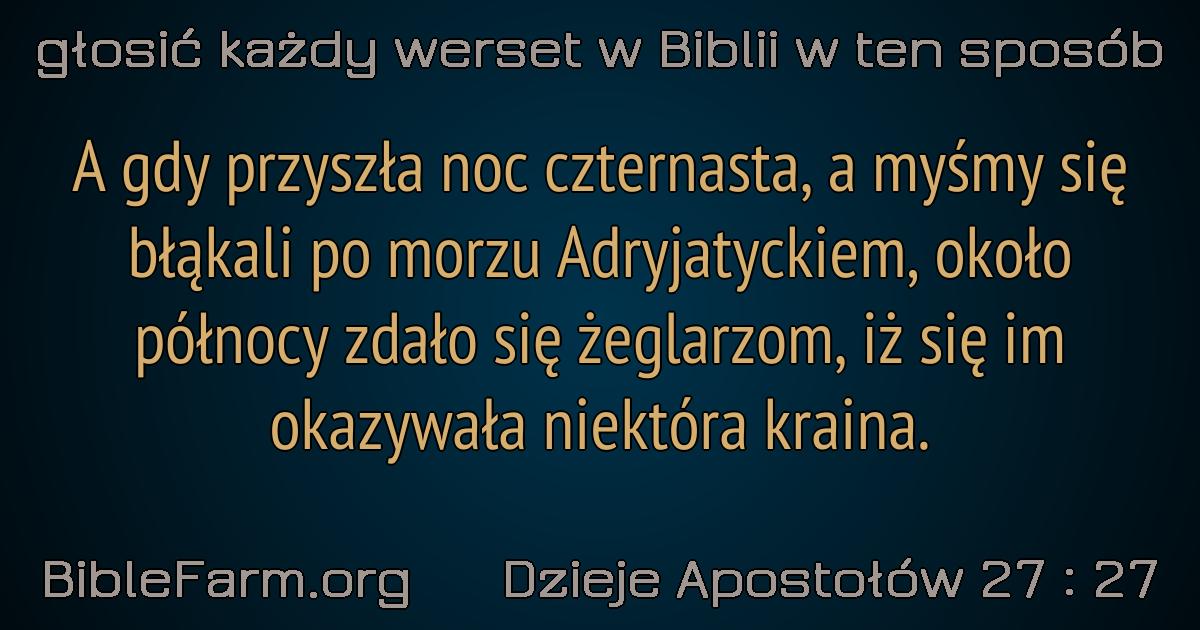 głosić każdy werset w Biblii w ten sposób
A gdy przyszła noc czternasta, a myśmy się
błąkali po morzu Adryjatyckiem, około
północy zdało się żeglarzom, iż się im
okazywała niektóra kraina.
BibleFarm.org Dzieje Apostołów 27 : 27